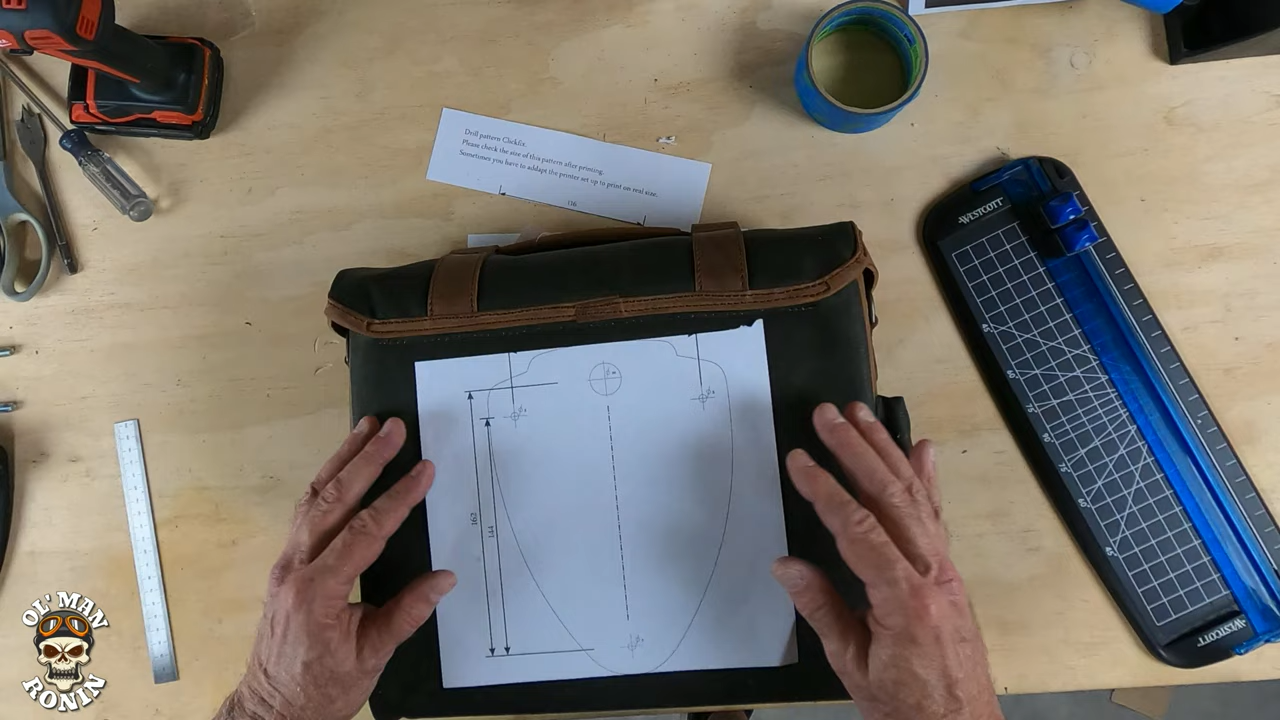 Drill pattern Clickfix.
Please check the size of this pattern after printing.
Sometimes you have to addapt the printer set up to print on real size.
136
WESTCOTT
162
144
WESTCOTT
OL' MAN
RONIN